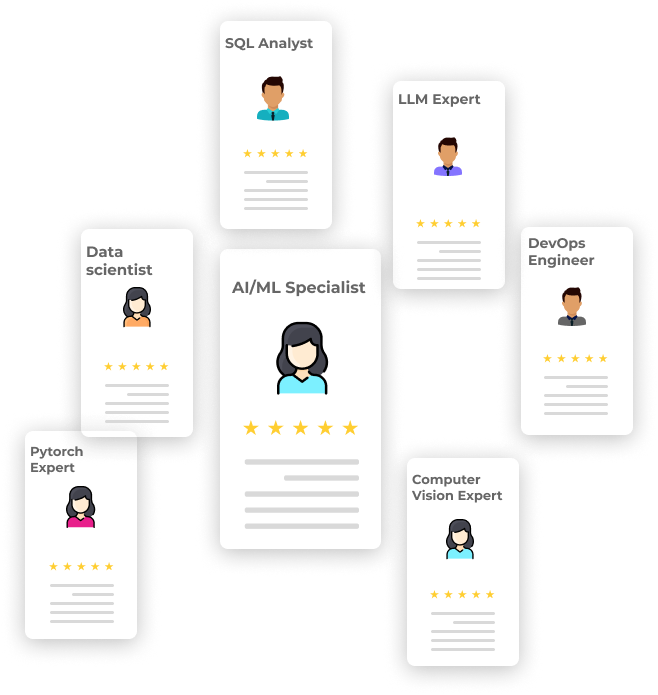 SQL Analyst
LLM Expert
Data
scientist
DevOps
Engineer
AI/ML Specialist
Pytorch
Expert
Computer
Vision Expert